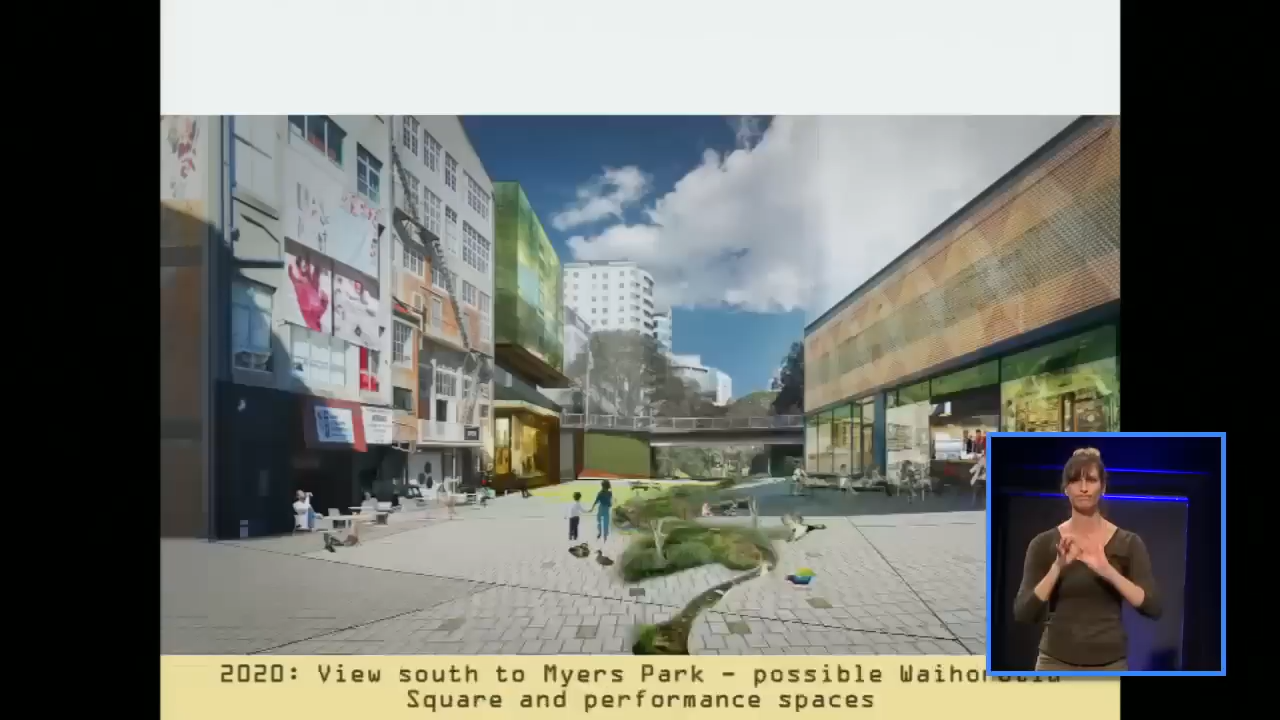 2020: View south to Myers Park - possible
Square and performance spaces